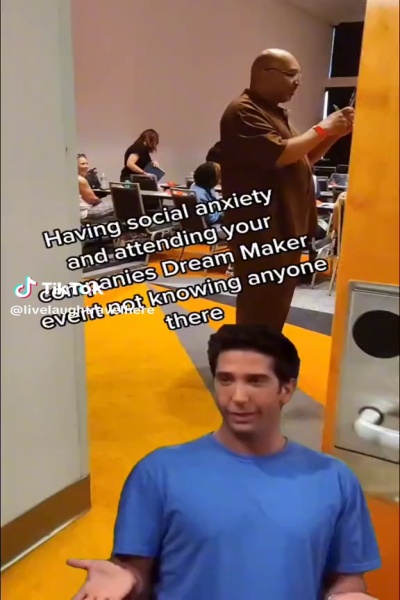 Having social anxiety
and attending your
companies Dream Maker
event not knowing anyone
there
TikTok